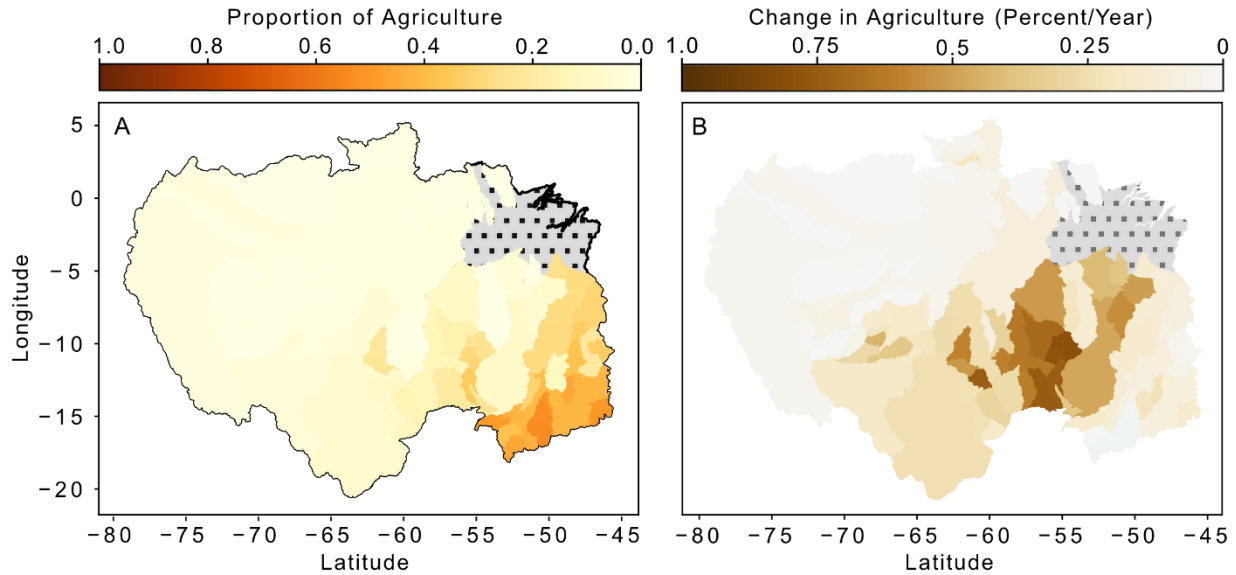 Proportion of Agriculture
1.0 0.8 0.6 0.4 0.2 0.0
Change in Agriculture (Percent/Year)
1.0 0.75 0.5 0.25 0
A
B
5
0
−5
−10
−15
−20
Longitude
−80 −75 −70 −65 −60 −55 −50 −45
Latitude
−80 −75 −70 −65 −60 −55 −50 −45
Latitude